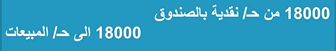 18000 من حـ/ نقدية بالصندوق
18000 الى حـ/ المبيعات